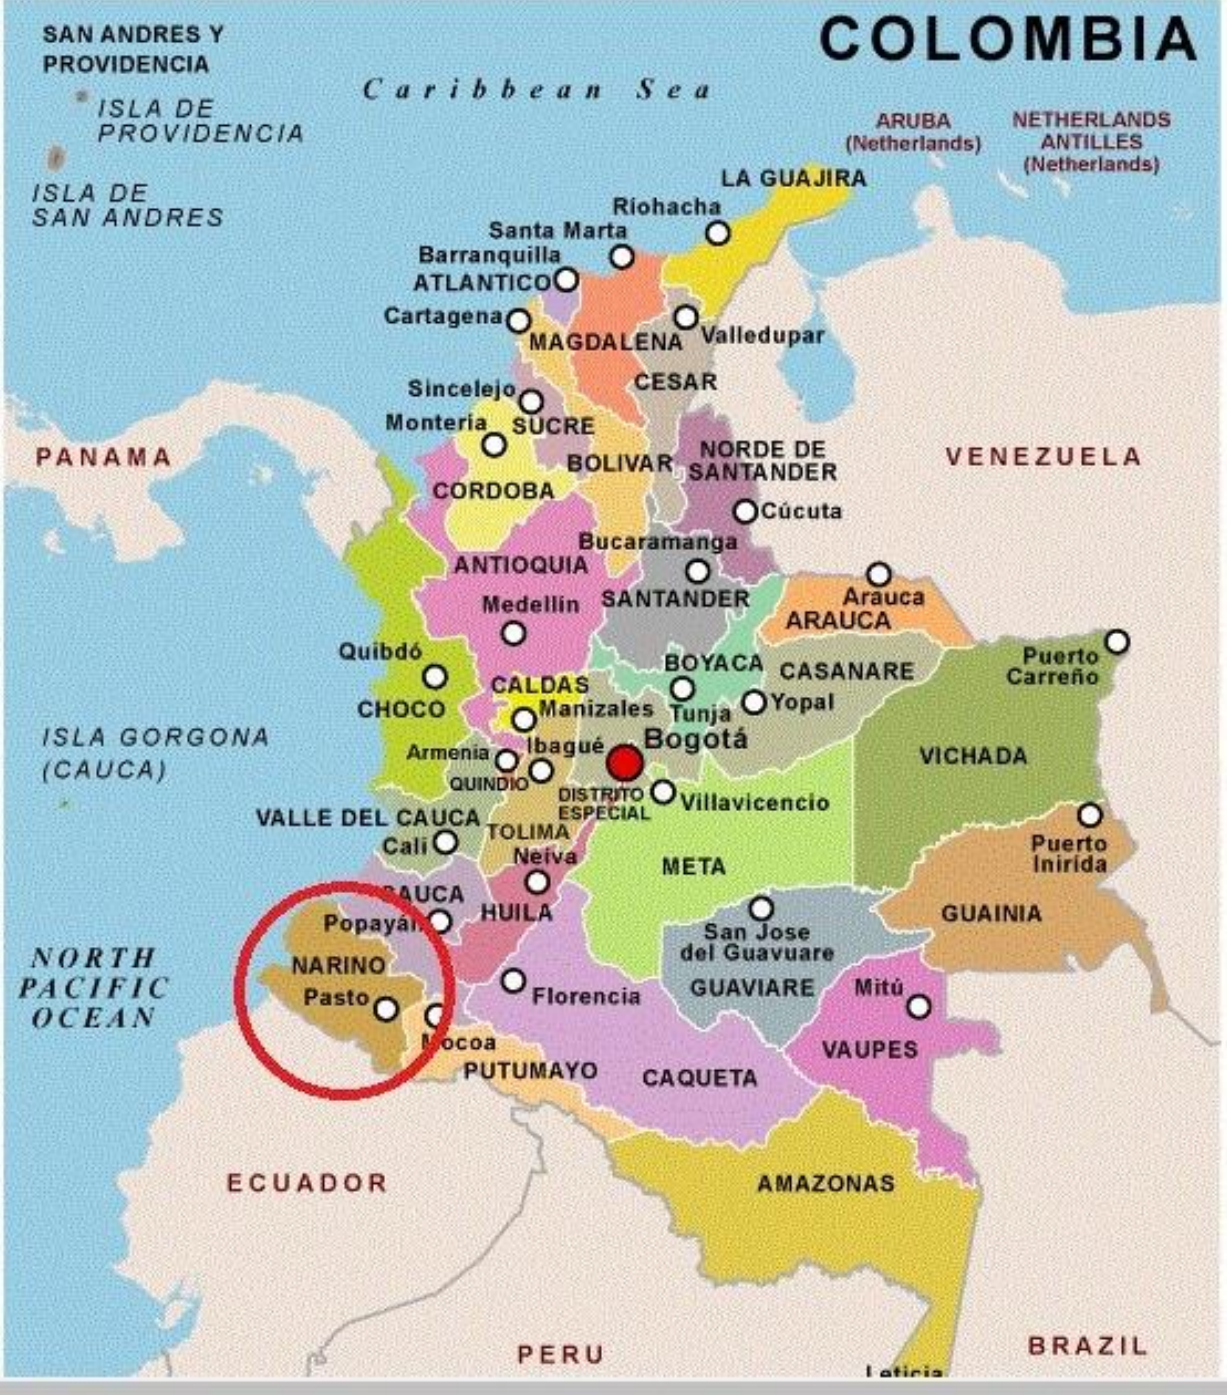 COLOMBIA
SAN ANDRES Y
PROVIDENCIA
ISLA DE
PROVIDENCIA
ISLA DE
SAN ANDRES
Caribbean Sea
ARUBA
(Netherlands)
NETHERLANDS
ANTILLES
(Netherlands)
LA GUAJIRA
Riohacha
Santa Marta
Barranquilla
ATLANTICO
Cartagena
MAGDALENA
Valledupar
CESAR
Sincelejo
Montería
SUCRE
PANAMA
BOLIVAR
NORDE DE
SANTANDER
VENEZUELA
CORDOBA
Cúcuta
Bucaramanga
ANTIOQUIA
Medellín
SANTANDER
Arauca
ARAUCA
Quibdó
BOYACA
CASANARE
Puerto
Carreño
CALDAS
Manizales
CHOCO
Tunja
Yopal
ISLA GORGONA
(CAUCA)
Armenia
Ibagué
Bogotá
VICHADA
QUINDIO
DISTRITO
ESPECIAL
Villavicencio
VALLE DEL CAUCA
Cali
TOLIMA
Neiva
META
Puerto
Inirida
CAUCA
Popayán
HUILA
San Jose
del Guavuare
GUAINIA
NORTH
PACIFIC
OCEAN
NARINO
Pasto
Florencia
GUAVIARE
Mitú
Mocoa
PUTUMAYO
CAQUETA
VAUPES
ECUADOR
AMAZONAS
PERU
BRAZIL
Leticia